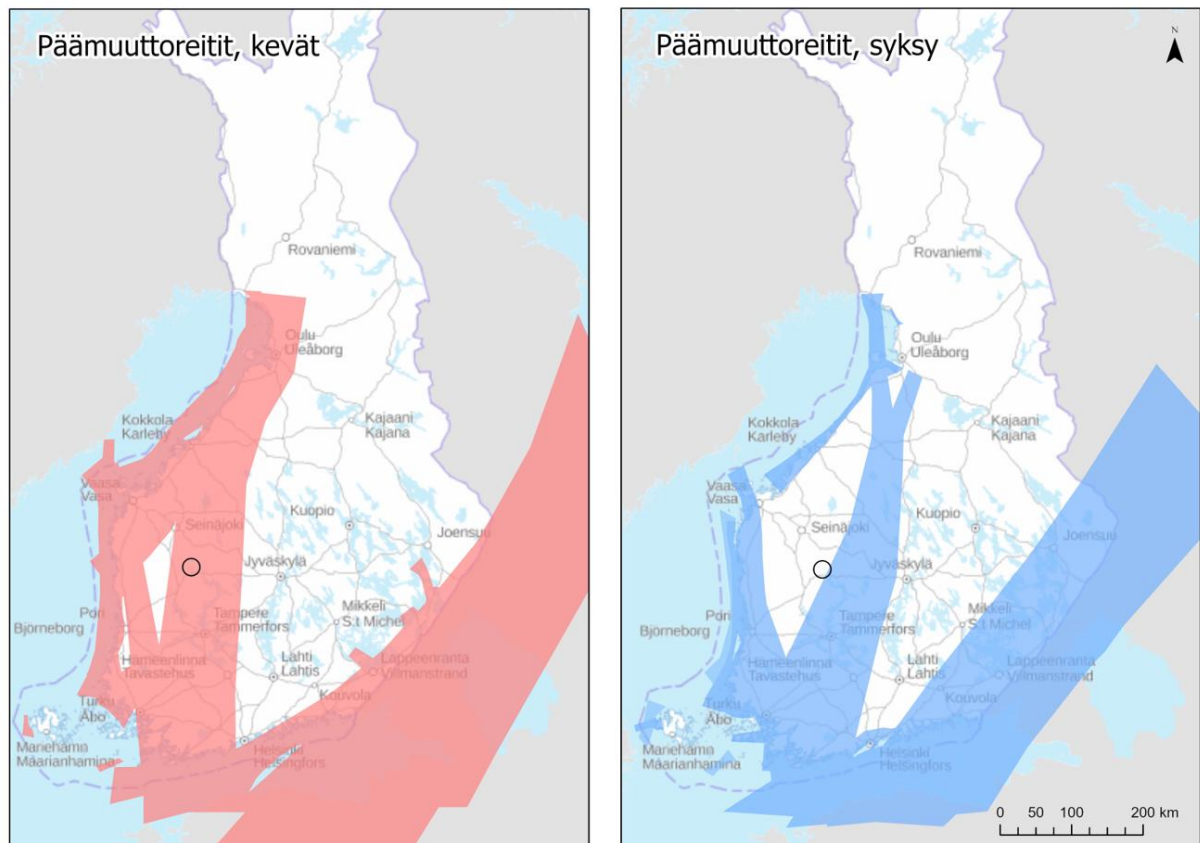 Päämuuttoreitit, kevät
Rovaniemi
Oulu
Uleåborg
Kokkola
Karleby
Kajaani
Kajana
Vaasa
Vasa
Seinäjoki
Kuopio
Joensuu
Jyväskylä
Pori
Björneborg
Tampere
Tammerfors
Mikkeli
S:t Michel
Hämeenlinna
Tavastehus
Lahti
Lahtis
Lappeenranta
Villmanstrand
Kouvola
Turku
Åbo
Mariehamn
Maarianhamina
Helsinki
Helsingfors
Päämuuttoreitit, syksy
N
Rovaniemi
Oulu
Uleåborg
Kokkola
Karleby
Kajaani
Kajana
Vaasa
Vasa
Seinäjoki
Kuopio
Joensuu
Jyväskylä
Pori
Björneborg
Tampere
Tammerfors
Mikkeli
S:t Michel
Hämeenlinna
Tavastehus
Lahti
Lahtis
Lappeenranta
Villmanstrand
Kouvola
Turku
Åbo
Mariehamn
Maarianhamina
Helsinki
Helsingfors
0 50 100 200 km